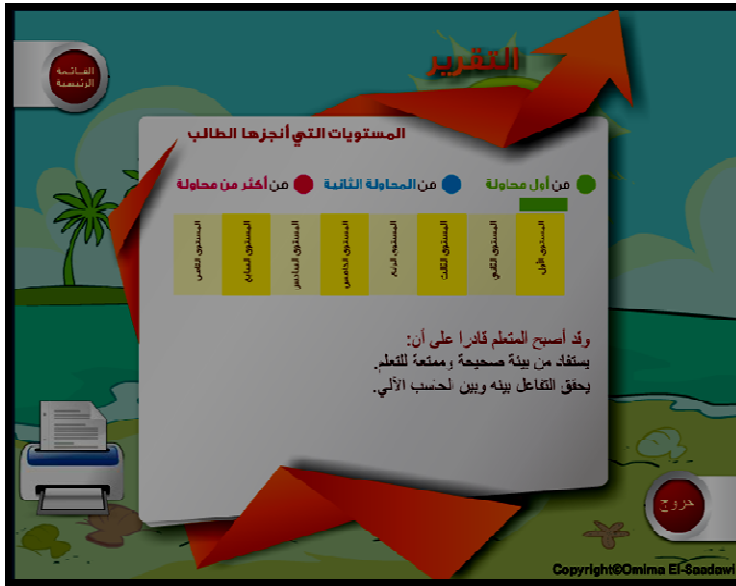 التقرير
القائمة
الرئيسية
المستويات التي أنجزها الطالب
من أول محاولة
من المحاولة الثانية
من أكثر من محاولة
المستوى الأول
المستوى الثاني
المستوى الثالث
المستوى الرابع
المستوى الخامس
المستوى السادس
المستوى السابع
المستوى الثامن
وقد أصبح المتعلم قادرا على أن:
يستفاد من بيئة صحيحة وممتعة للتعلم.
يحقق التفاعل بينه وبين الحاسب الآلي.
خروج
Copyright©Omima El-Saadawi